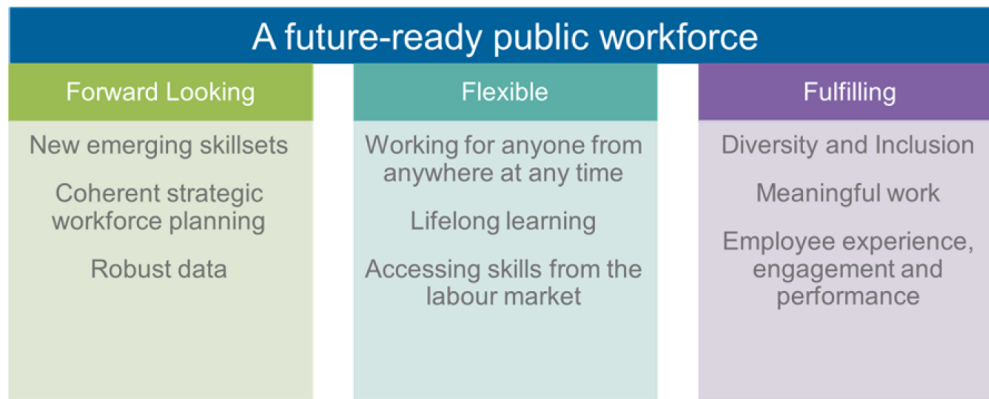 A future-ready public workforce
Forward Looking
New emerging skillsets
Coherent strategic
workforce planning
Robust data
Flexible
Working for anyone from
anywhere at any time
Lifelong learning
Accessing skills from the
labour market
Fulfilling
Diversity and Inclusion
Meaningful work
Employee experience,
engagement and
performance